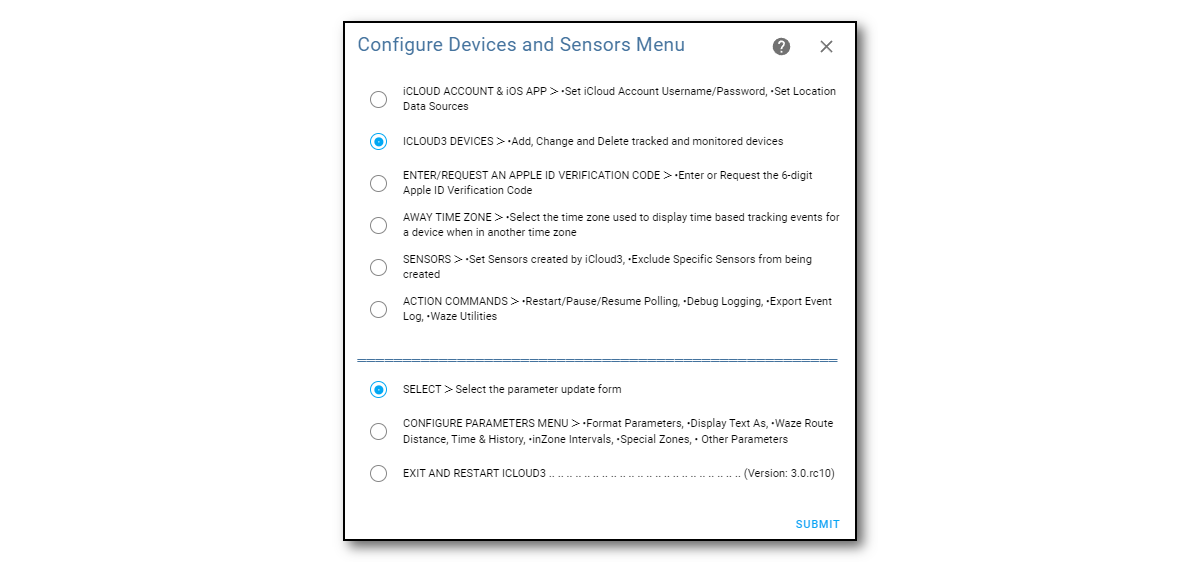 Configure Devices and Sensors Menu
iCLOUD ACCOUNT & iOS APP > •Set iCloud Account Username/Password, •Set Location
Data Sources
ICLOUD3 DEVICES > •Add, Change and Delete tracked and monitored devices
ENTER/REQUEST AN APPLE ID VERIFICATION CODE > •Enter or Request the 6-digit
Apple ID Verification Code
AWAY TIME ZONE > •Select the time zone used to display time based tracking events for
a device when in another time zone
SENSORS > •Set Sensors created by iCloud3, •Exclude Specific Sensors from being
created
ACTION COMMANDS > •Restart/Pause/Resume Polling, •Debug Logging, •Export Event
Log, •Waze Utilities
SELECT > Select the parameter update form
CONFIGURE PARAMETERS MENU > •Format Parameters, •Display Text As, •Waze Route
Distance, Time & History, •inZone Intervals, •Special Zones, • Other Parameters
EXIT AND RESTART ICLOUD3 .. .. .. .. .. .. .. .. .. .. .. .. .. .. .. .. .. .. .. .. .. .. (Version: 3.0.rc10)
SUBMIT